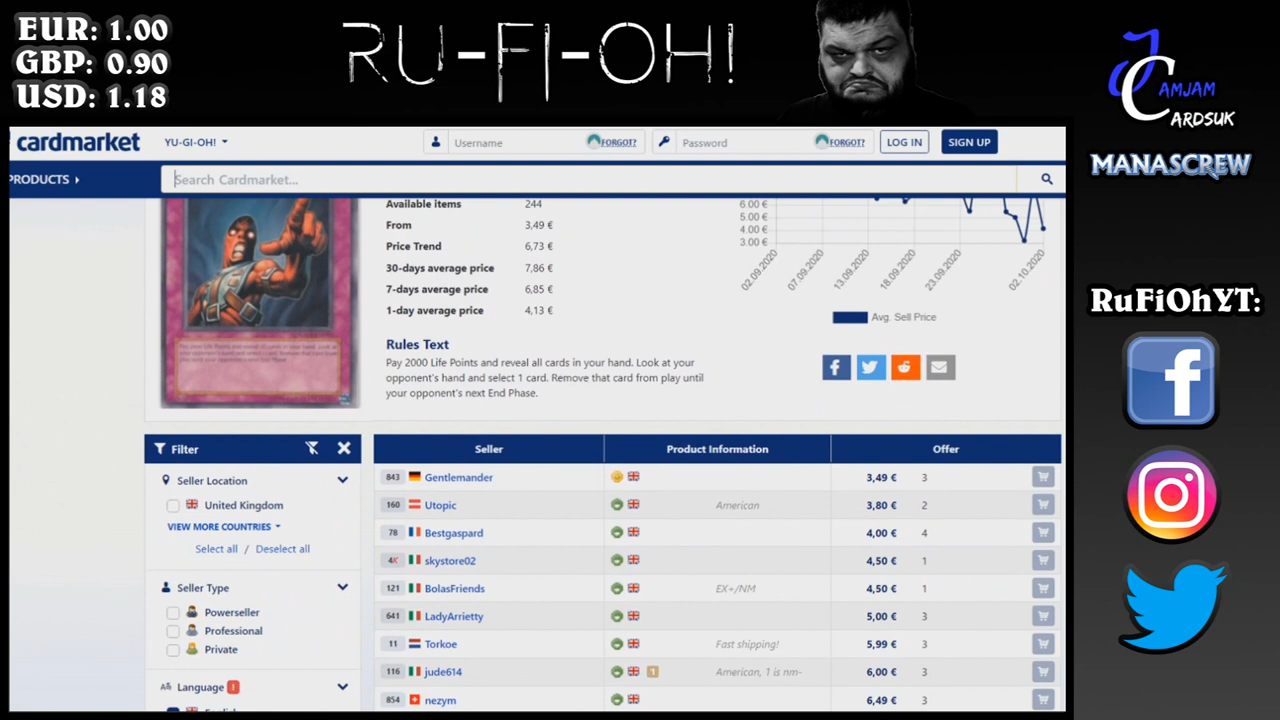 EUR: 1.00
GBP: 0.90
USD: 1.18
RU-FI-OH!
JAMJAM
CARDSUK
MANASCREW
RuFiOhYT:
cardmarket
YU-GI-OH!
Username
FORGOT?
Password
FORGOT?
LOG IN
SIGN UP
PRODUCTS
Search Cardmarket...
Available items 244
From 3,49 €
Price Trend 6,73 €
30-days average price 7,86 €
7-days average price 6,85 €
1-day average price 4,13 €
6.00 €
5.00 €
4.00 €
3.00 €
02.09.2020
07.09.2020
13.09.2020
18.09.2020
23.09.2020
02.10.2020
Avg. Sell Price
Rules Text
Pay 2000 Life Points and reveal all cards in your hand. Look at your
opponent's hand and select 1 card. Remove that card from play until
your opponent's next End Phase.
Filter
Seller Location
United Kingdom
VIEW MORE COUNTRIES
Select all / Deselect all
Seller Type
Powerseller
Professional
Private
Language
Seller Product Information Offer
843 Gentlemander 3,49 € 3
160 Utopic American 3,80 € 2
78 Bestgaspard 4,00 € 4
4K skystore02 4,50 € 1
121 BolasFriends EX+/NM 4,50 € 1
641 LadyArrietty 5,00 € 3
11 Torkoe Fast shipping! 5,99 € 3
116 jude614 1 American, 1 is nm- 6,00 € 3
854 nezym 6,49 € 3